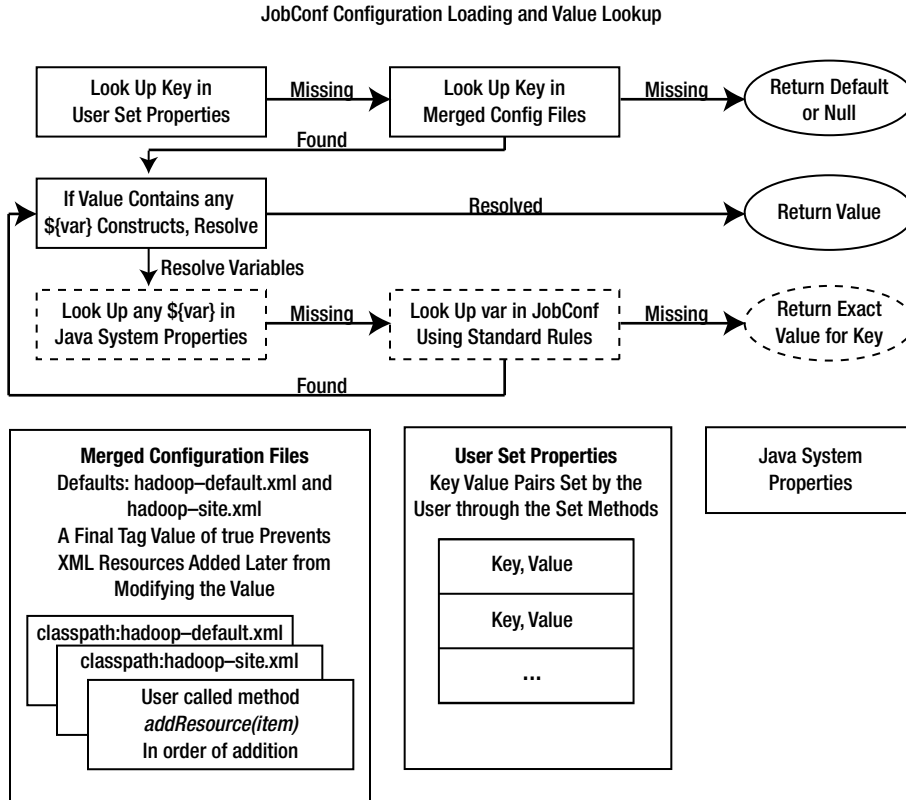 JobConf Configuration Loading and Value Lookup
Look Up Key in
User Set Properties
Missing
Look Up Key in
Merged Config Files
Missing
Return Default
or Null
Found
If Value Contains any
${var} Constructs, Resolve
Resolved
Return Value
Resolve Variables
Look Up any ${var} in
Java System Properties
Missing
Look Up var in JobConf
Using Standard Rules
Missing
Return Exact
Value for Key
Found
Merged Configuration Files
Defaults: hadoop–default.xml and
hadoop–site.xml
A Final Tag Value of true Prevents
XML Resources Added Later from
Modifying the Value
classpath:hadoop–default.xml
classpath:hadoop–site.xml
User called method
addResource(item)
In order of addition
User Set Properties
Key Value Pairs Set by the
User through the Set Methods
Key, Value
Key, Value
...
Java System
Properties